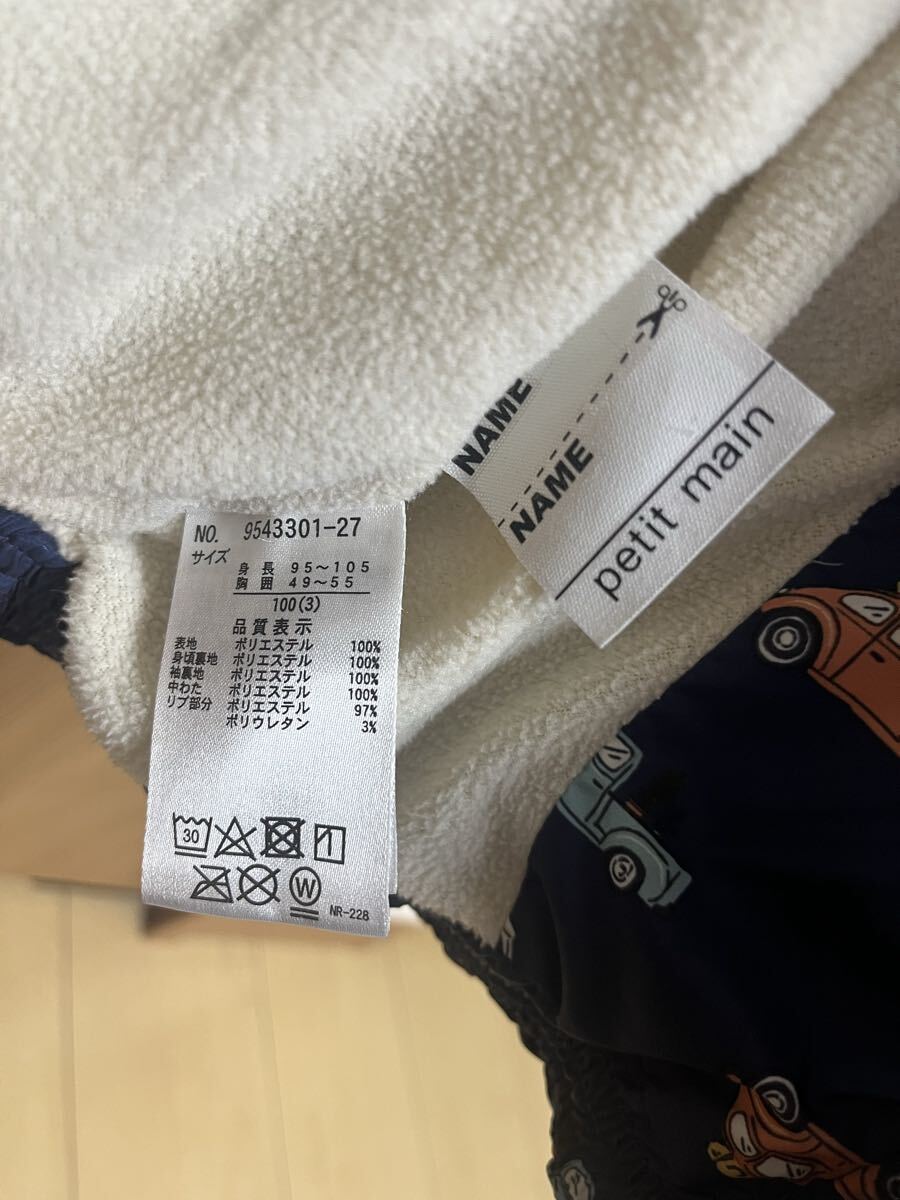 NO. 9543301-27
サイズ
身長 95～105
胸囲 49～55
100(3)
品質表示
表地 ポリエステル 100%
身頃裏地 ポリエステル 100%
袖裏地 ポリエステル 100%
中わた ポリエステル 100%
リブ部分 ポリエステル 97%
ポリウレタン 3%
30
W
NR-228
NAME
NAME
petit main